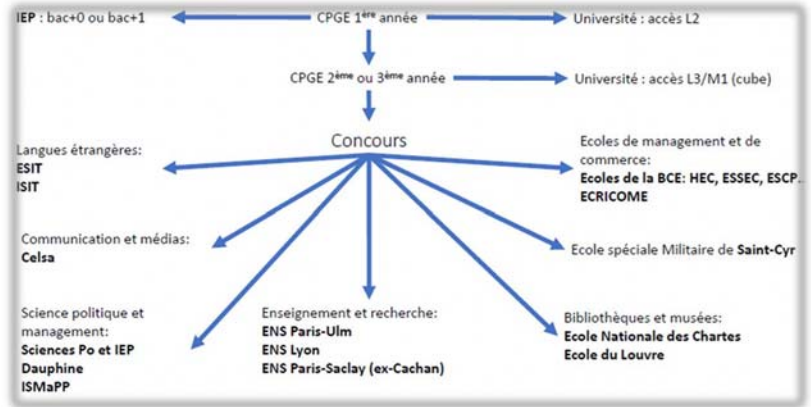 IEP : bac+0 ou bac+1
CPGE 1ère année
Université : accès L2
CPGE 2ème ou 3ème année
Université : accès L3/M1 (cube)
Concours
Langues étrangères:
ESIT
ISIT
Ecoles de management et de
commerce:
Ecoles de la BCE: HEC, ESSEC, ESCP..
ECRICOME
Communication et médias:
Celsa
Ecole spéciale Militaire de Saint-Cyr
Science politique et
management:
Sciences Po et IEP
Dauphine
ISMaPP
Enseignement et recherche:
ENS Paris-Ulm
ENS Lyon
ENS Paris-Saclay (ex-Cachan)
Bibliothèques et musées:
Ecole Nationale des Chartes
Ecole du Louvre